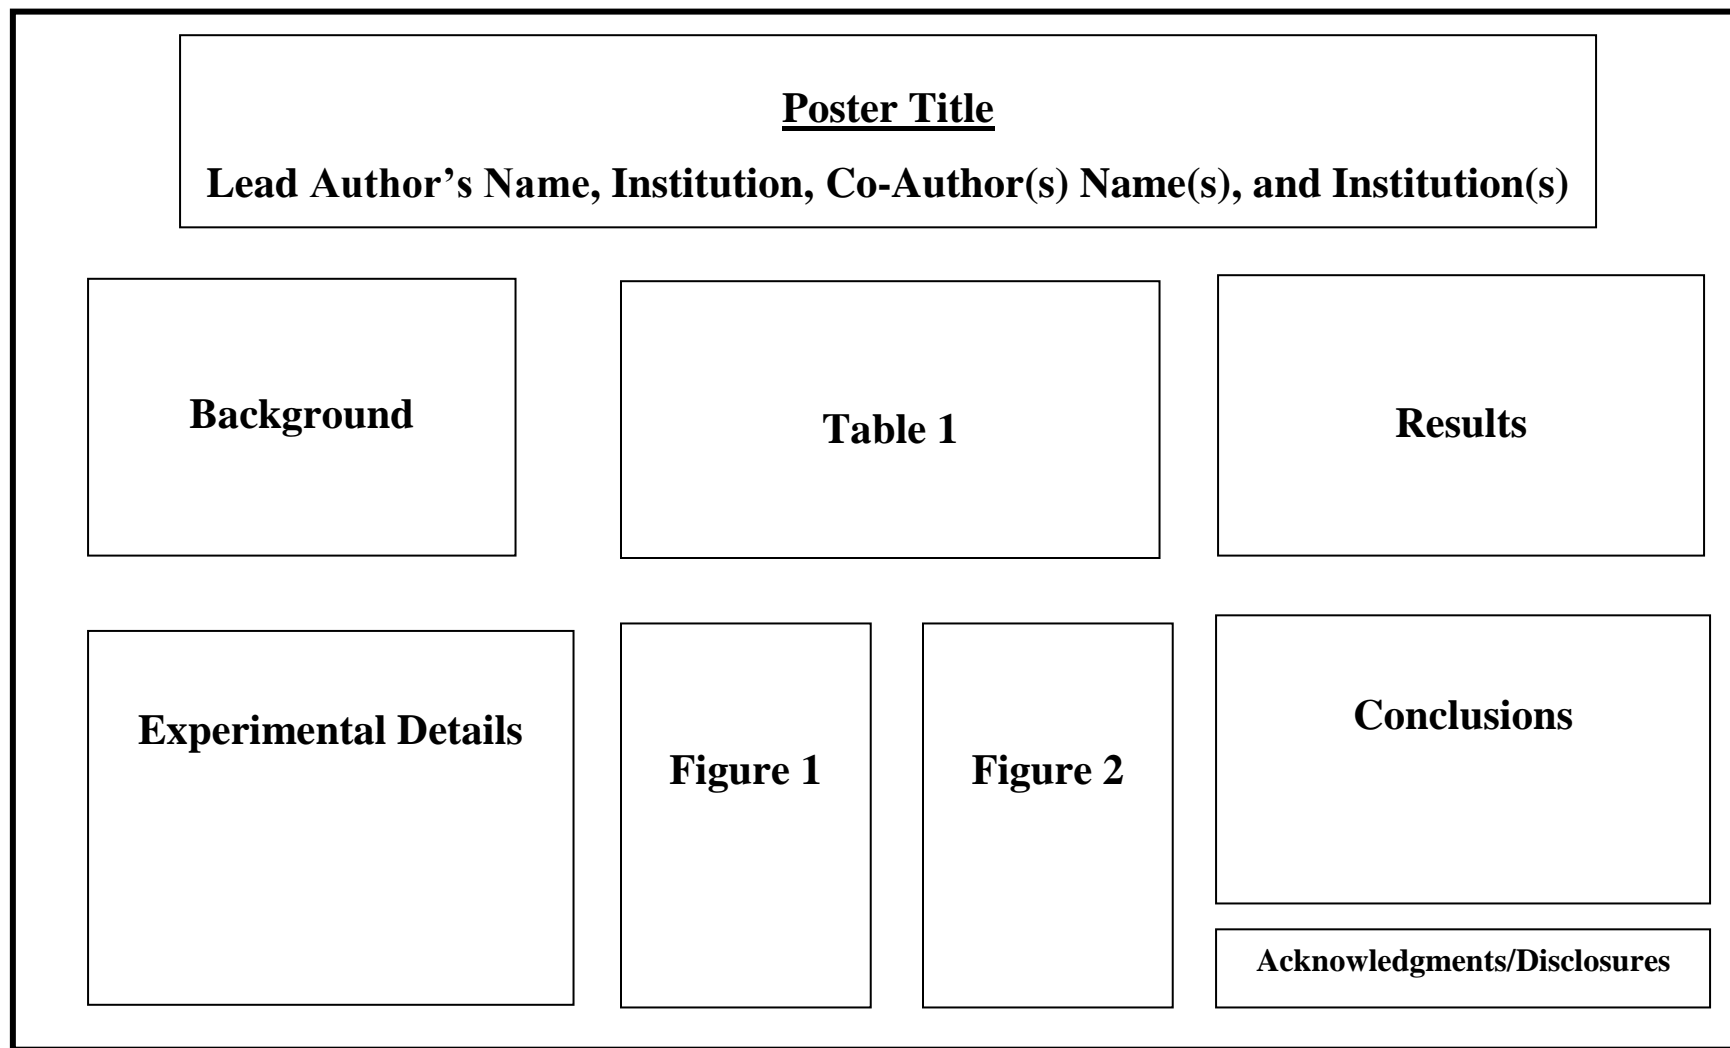 Poster Title
Lead Author’s Name, Institution, Co-Author(s) Name(s), and Institution(s)
Background
Table 1
Results
Experimental Details
Figure 1
Figure 2
Conclusions
Acknowledgments/Disclosures